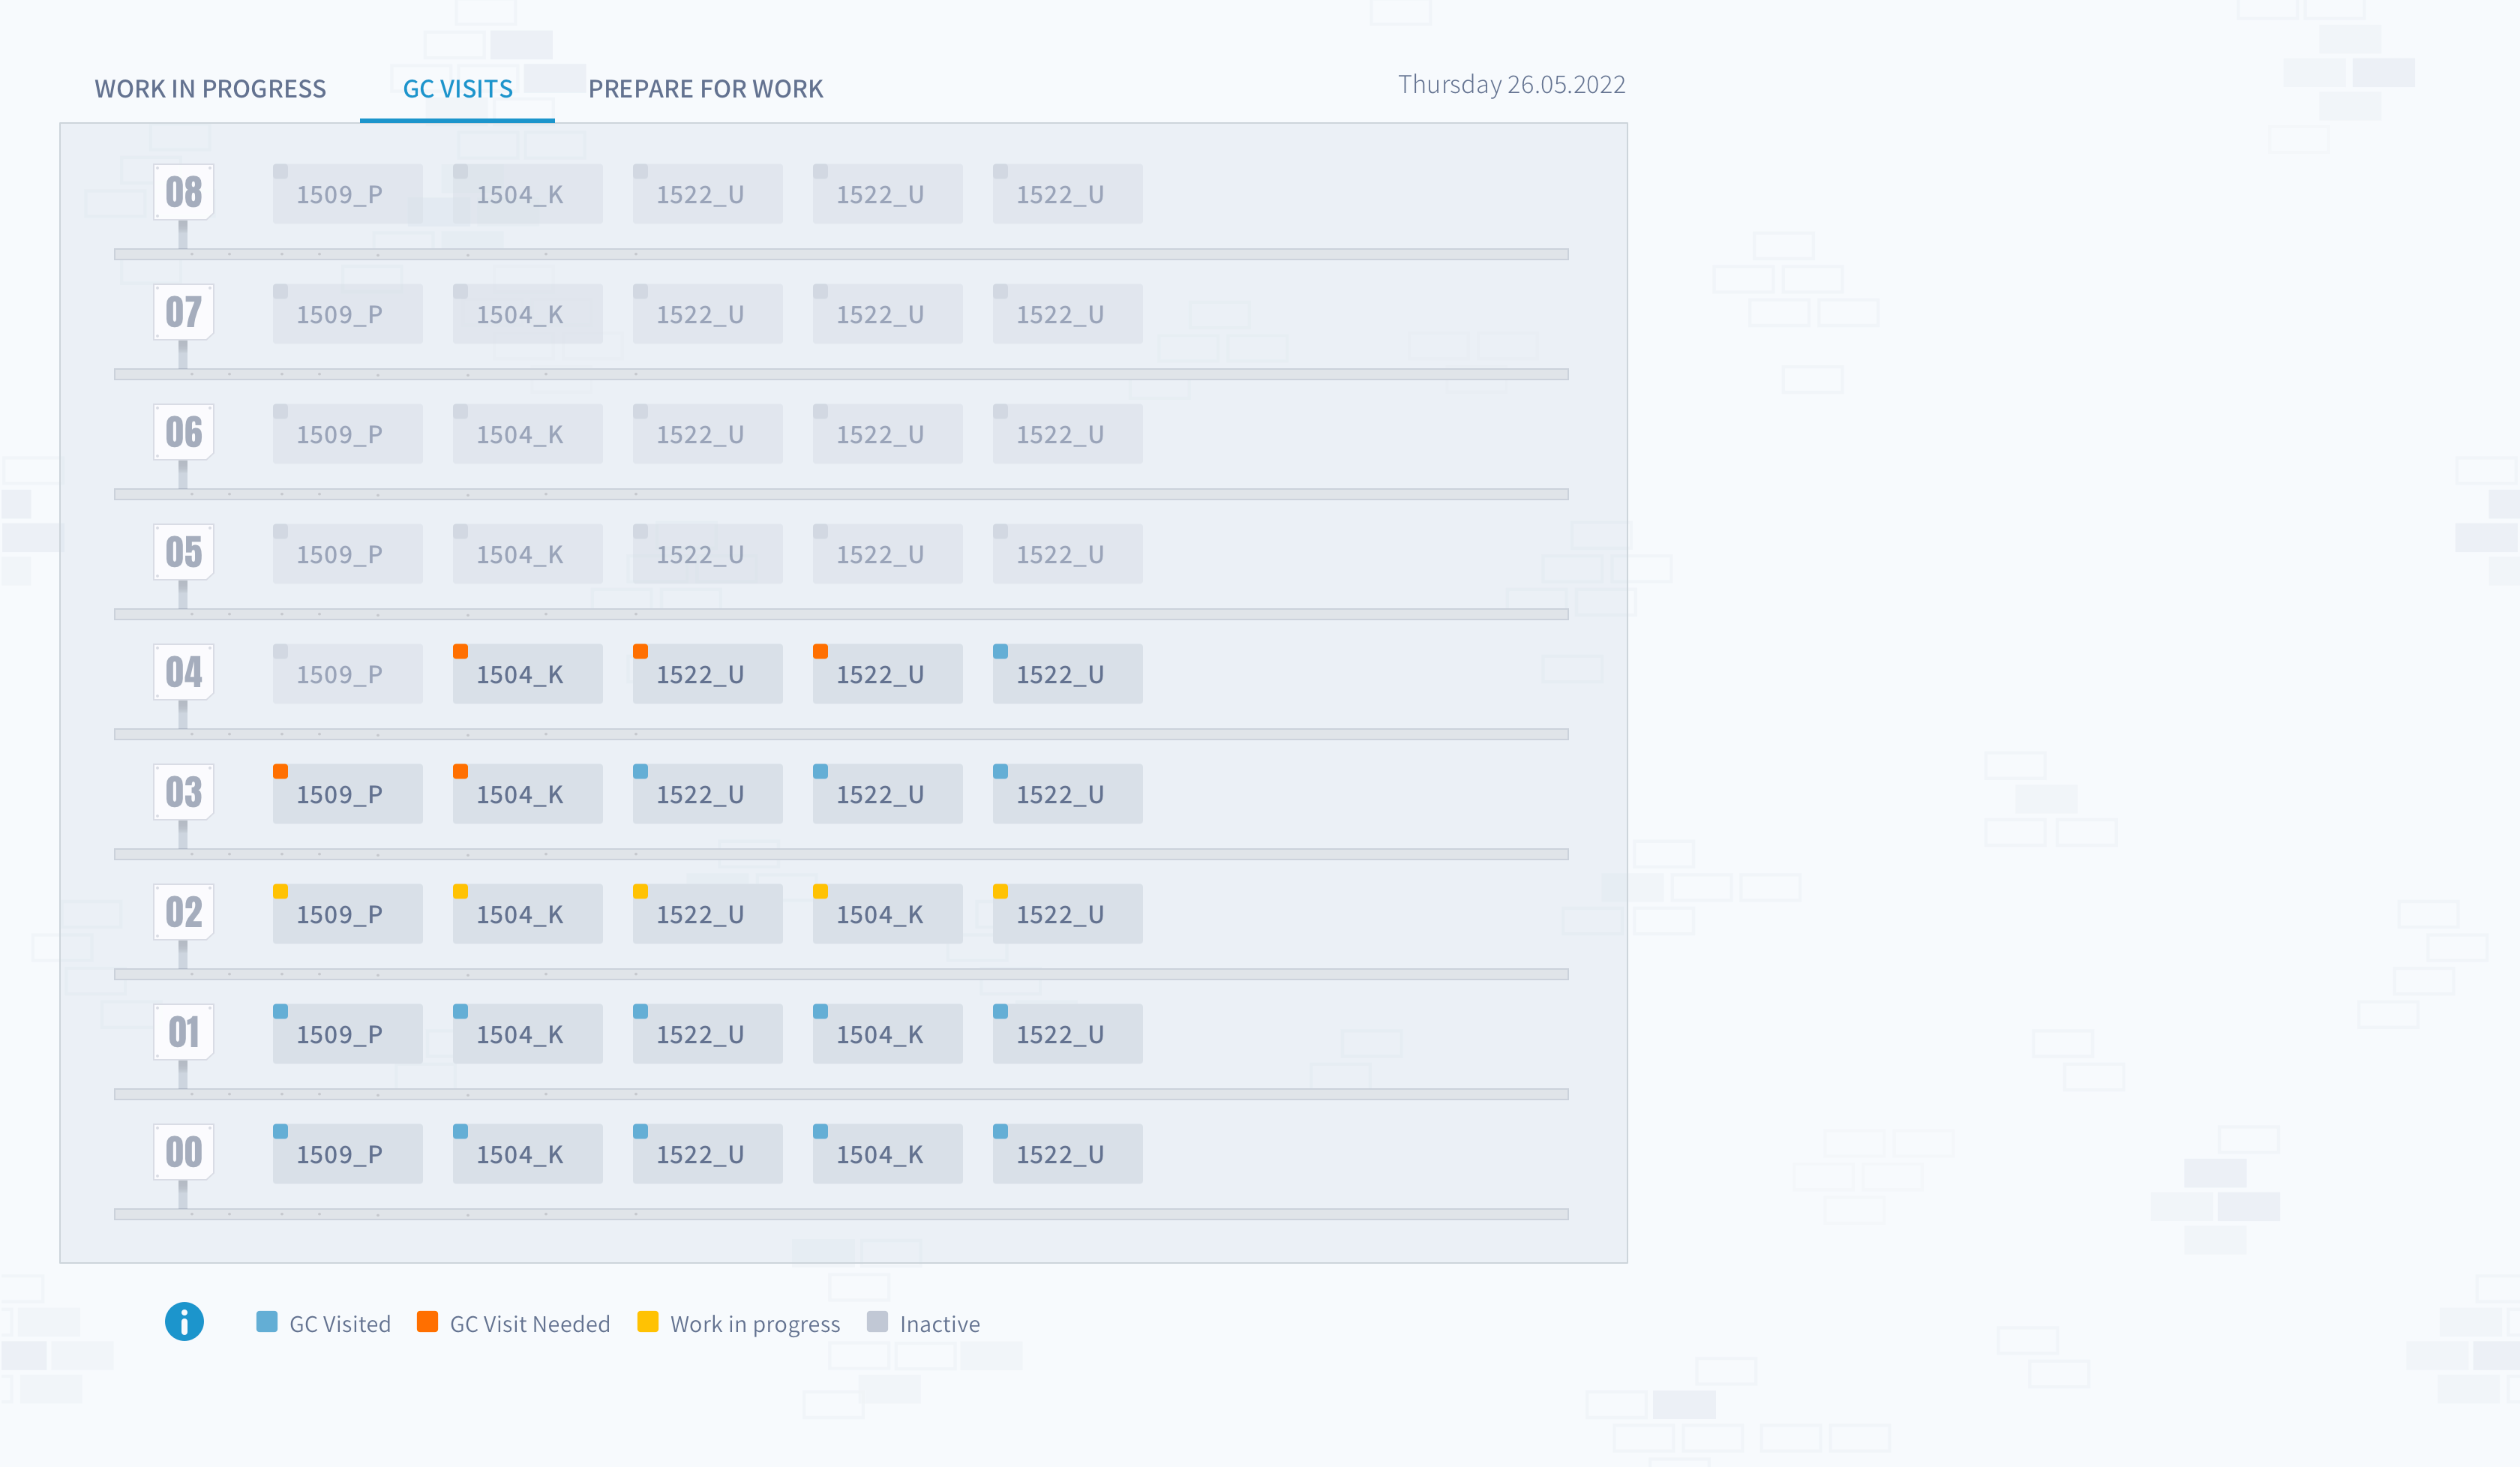 WORK IN PROGRESS GC VISITS PREPARE FOR WORK Thursday 26.05.2022
08 1509_P 1504_K 1522_U 1522_U 1522_U
07 1509_P 1504_K 1522_U 1522_U 1522_U
06 1509_P 1504_K 1522_U 1522_U 1522_U
05 1509_P 1504_K 1522_U 1522_U 1522_U
04 1509_P 1504_K 1522_U 1522_U 1522_U
03 1509_P 1504_K 1522_U 1522_U 1522_U
02 1509_P 1504_K 1522_U 1504_K 1522_U
01 1509_P 1504_K 1522_U 1504_K 1522_U
00 1509_P 1504_K 1522_U 1504_K 1522_U
GC Visited GC Visit Needed Work in progress Inactive